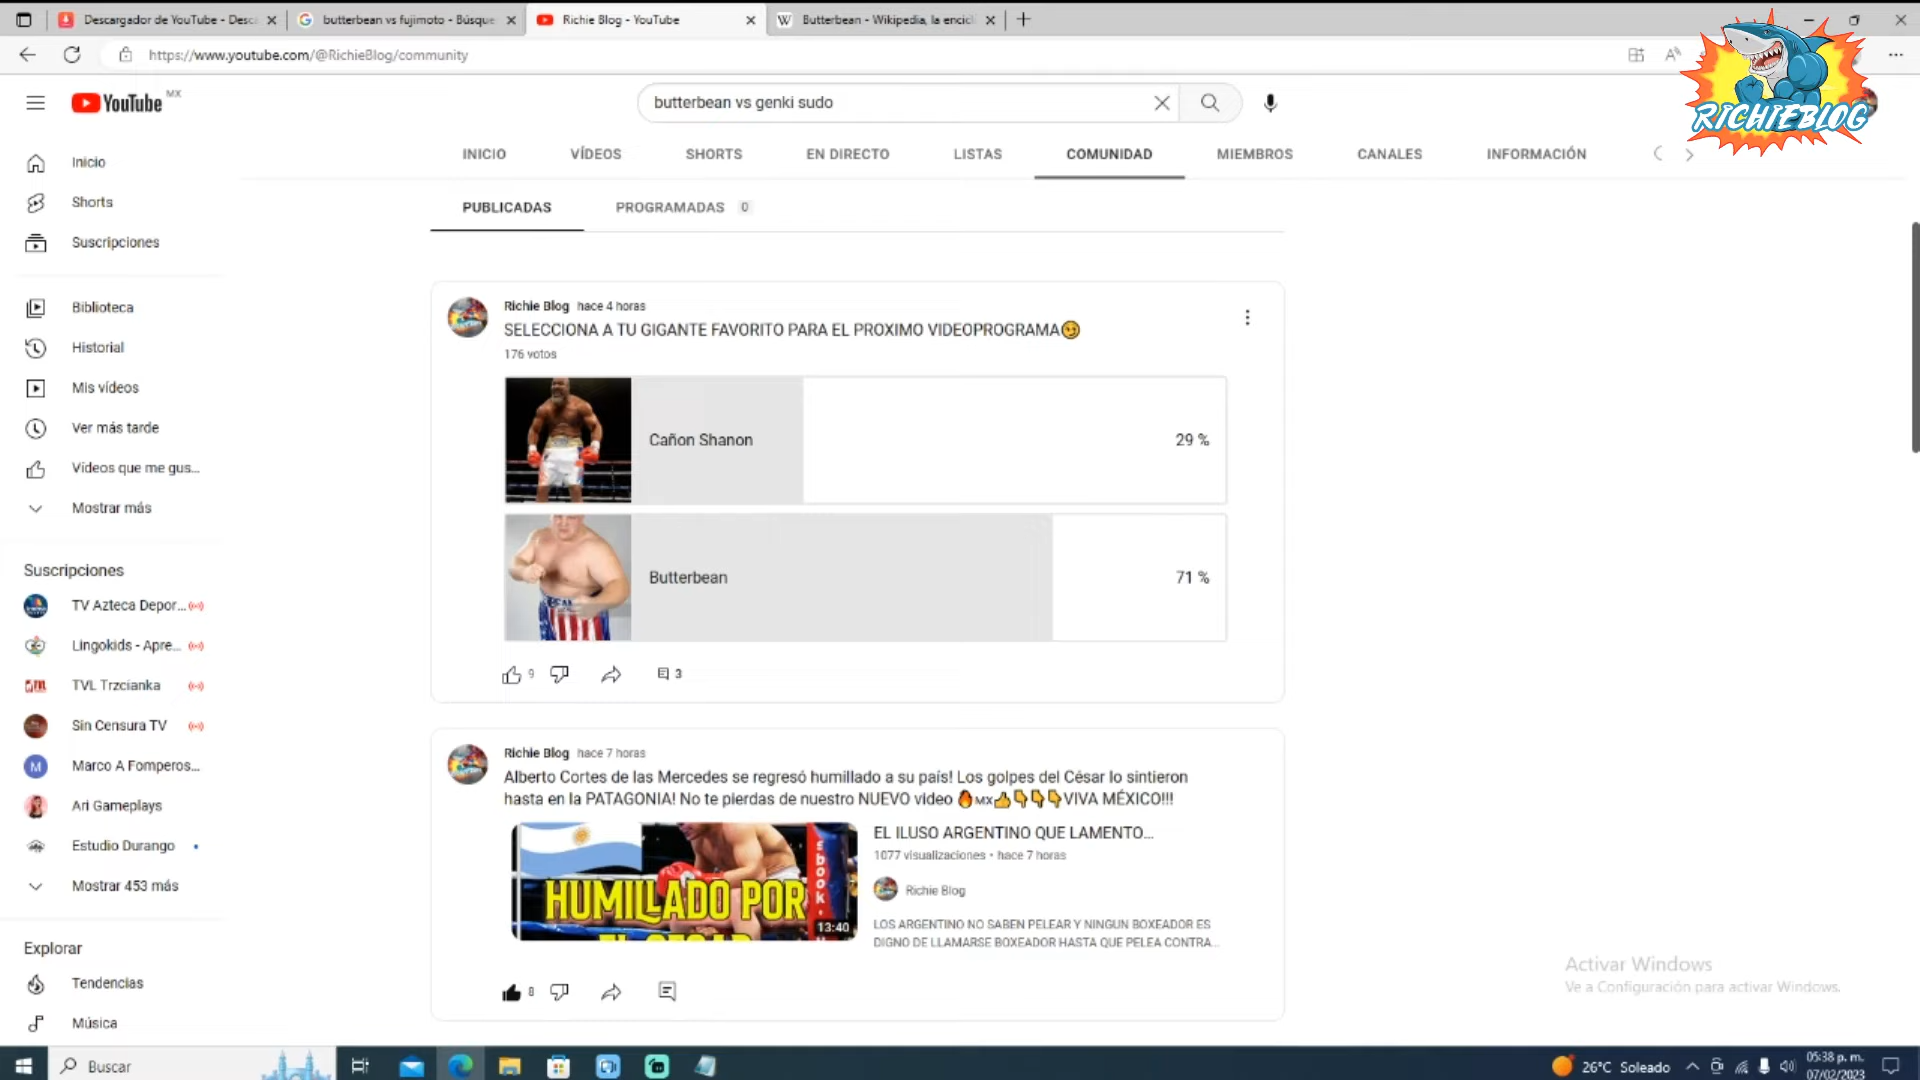 Descargador de YouTube - Desc
butterbean vs fujimoto - Búsque
Richie Blog - YouTube
Butterbean - Wikipedia, la encic
https://www.youtube.com/@RichieBlog/community
RICHIEBLOG
YouTube MX
butterbean vs genki sudo
INICIO VÍDEOS SHORTS EN DIRECTO LISTAS COMUNIDAD MIEMBROS CANALES INFORMACIÓN
PUBLICADAS PROGRAMADAS 0
Inicio
Shorts
Suscripciones
Biblioteca
Historial
Mis vídeos
Ver más tarde
Vídeos que me gus...
Mostrar más
Suscripciones
TV Azteca Depor...
Lingokids - Apre...
TVL Trzcianka
Sin Censura TV
M Marco A Fomperos...
Ari Gameplays
Estudio Durango
Mostrar 453 más
Explorar
Tendencias
Música
Richie Blog hace 4 horas
SELECCIONA A TU GIGANTE FAVORITO PARA EL PROXIMO VIDEOPROGRAMA😏
176 votos
Cañon Shanon 29 %
Butterbean 71 %
9 3
Richie Blog hace 7 horas
Alberto Cortes de las Mercedes se regresó humillado a su país! Los golpes del César lo sintieron
hasta en la PATAGONIA! No te pierdas de nuestro NUEVO video 🔥MX👍👇👇👇VIVA MÉXICO!!!
HUMILLADO POR
EL CESAR
sbook
13:40
EL ILUSO ARGENTINO QUE LAMENTO...
1077 visualizaciones • hace 7 horas
Richie Blog
LOS ARGENTINO NO SABEN PELEAR Y NINGUN BOXEADOR ES
DIGNO DE LLAMARSE BOXEADOR HASTA QUE PELEA CONTRA...
8
Activar Windows
Ve a Configuración para activar Windows.
Buscar
26°C Soleado
05:38 p. m.
07/02/2023